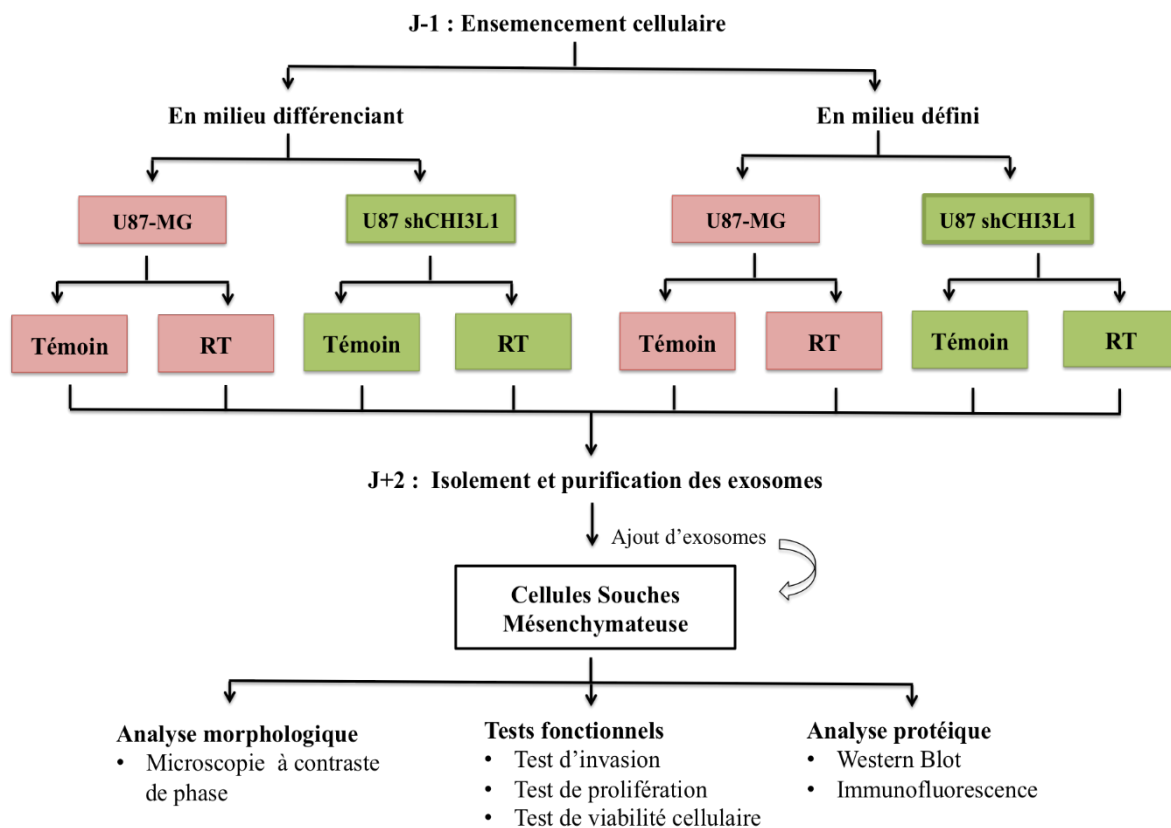 J-1 : Ensemencement cellulaire
En milieu différenciant
En milieu défini
U87-MG
U87 shCHI3L1
U87-MG
U87 shCHI3L1
Témoin
RT
Témoin
RT
Témoin
RT
Témoin
RT
J+2 : Isolement et purification des exosomes
Ajout d’exosomes
Cellules Souches
Mésenchymateuse
Analyse morphologique
• Microscopie à contraste
de phase
Tests fonctionnels
• Test d’invasion
• Test de prolifération
• Test de viabilité cellulaire
Analyse protéique
• Western Blot
• Immunofluorescence